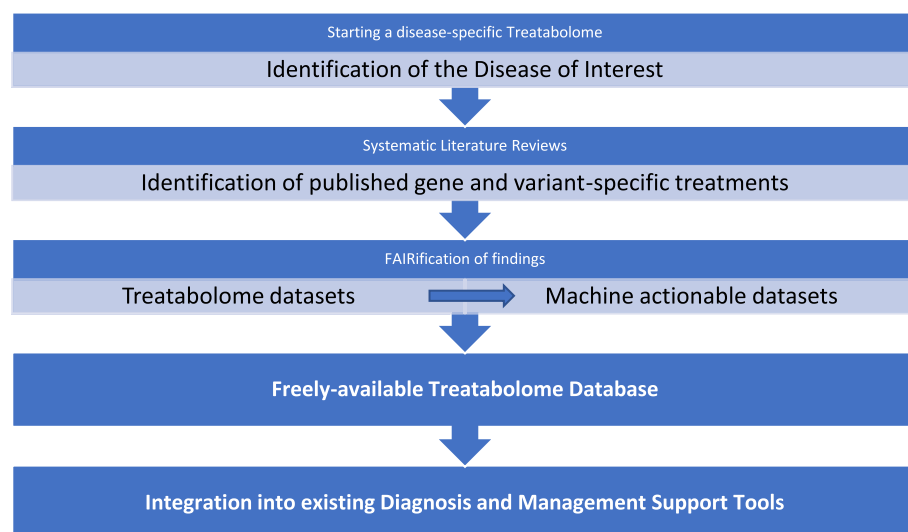 Starting a disease-specific Treatabolome
Identification of the Disease of Interest
Systematic Literature Reviews
Identification of published gene and variant-specific treatments
FAIRification of findings
Treatabolome datasets
Machine actionable datasets
Freely-available Treatabolome Database
Integration into existing Diagnosis and Management Support Tools